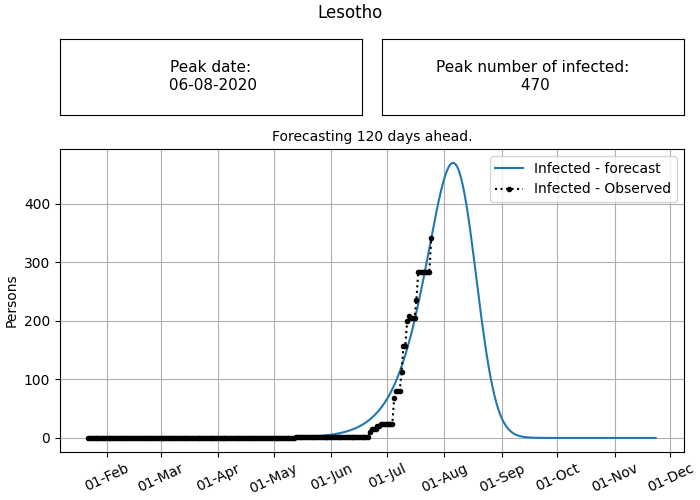 Lesotho
Peak date:
06-08-2020
Peak number of infected:
470
Forecasting 120 days ahead.
Infected - forecast
Infected - Observed
Persons
400
300
200
100
0
01-Feb
01-Mar
01-Apr
01-May
01-Jun
01-Jul
01-Aug
01-Sep
01-Oct
01-Nov
01-Dec